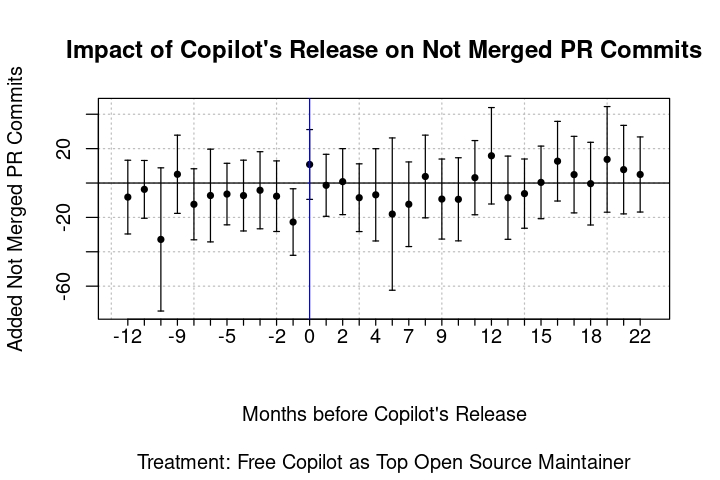 Impact of Copilot's Release on Not Merged PR Commits
Added Not Merged PR Commits
20
-20
-60
-12 -9 -5 -2 0 2 4 7 9 12 15 18 22
Months before Copilot's Release
Treatment: Free Copilot as Top Open Source Maintainer